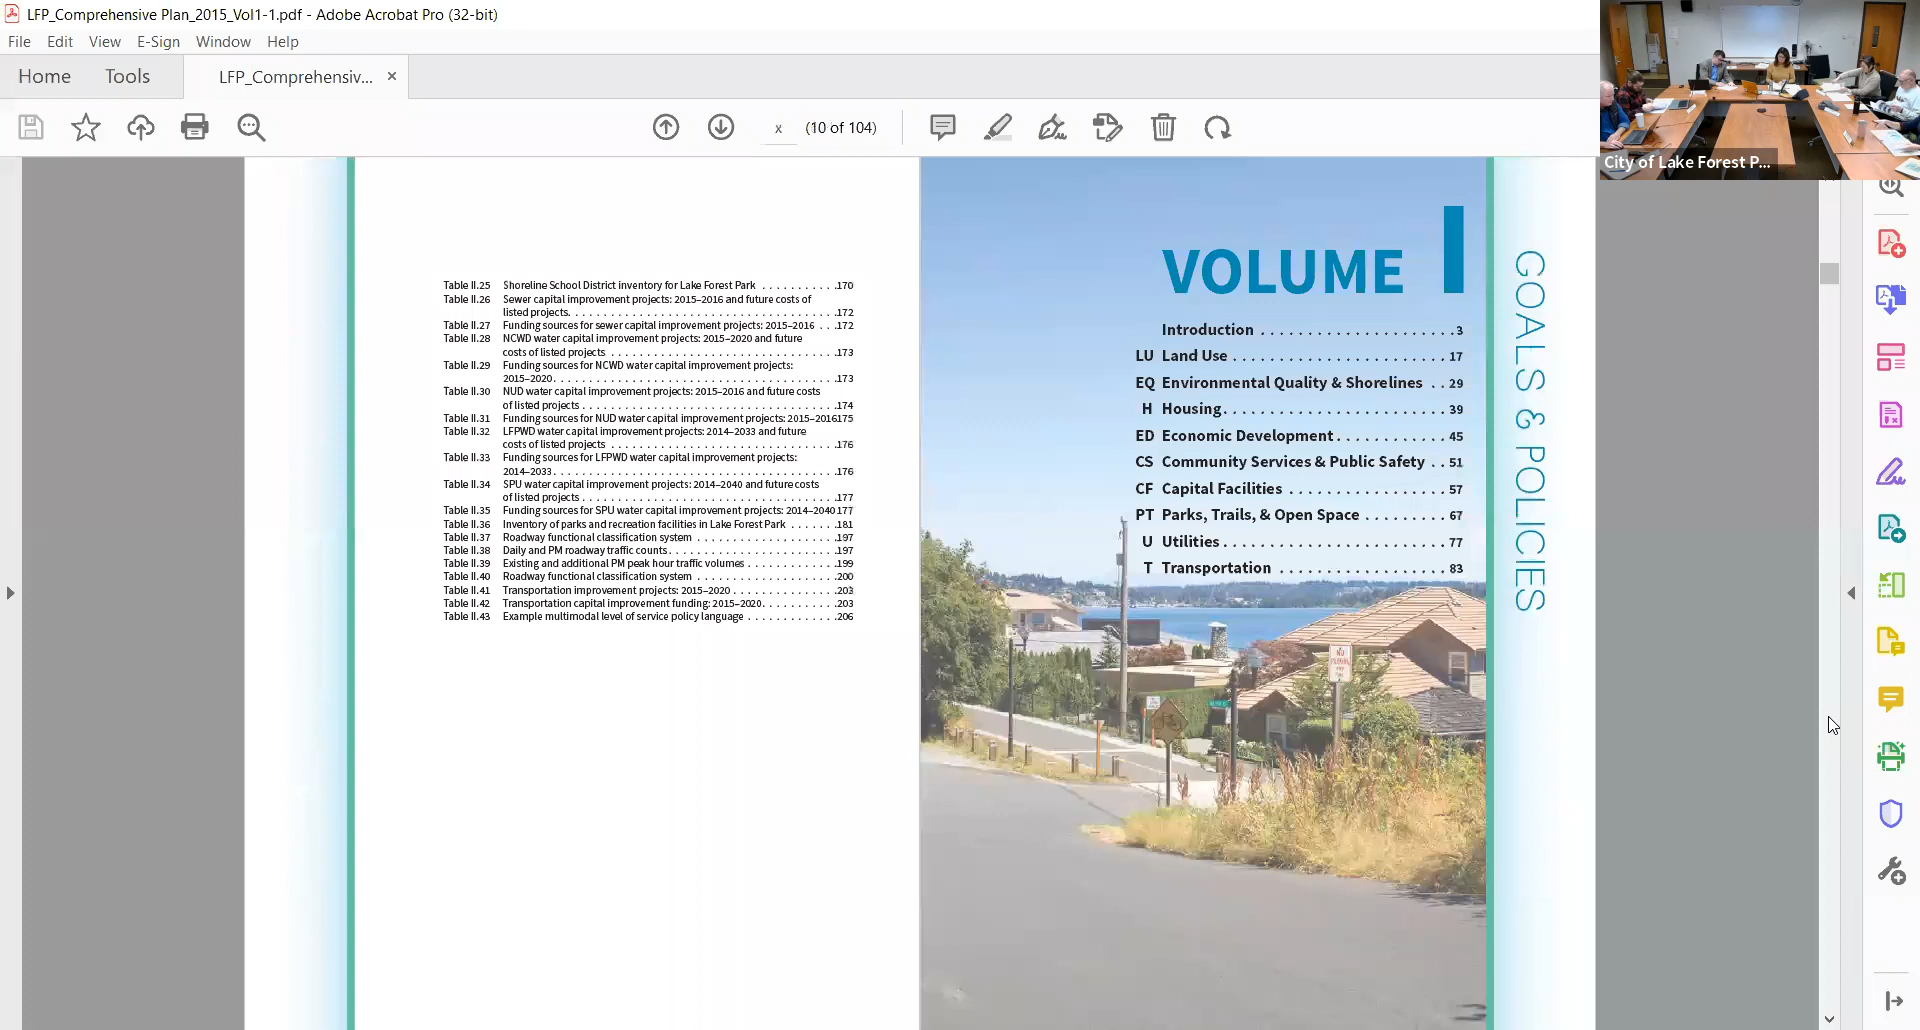 LFP_Comprehensive Plan_2015_Vol1-1.pdf - Adobe Acrobat Pro (32-bit)
File Edit View E-Sign Window Help
Home Tools LFP_Comprehensiv... ×
x (10 of 104)
City of Lake Forest P...
Table II.25 Shoreline School District inventory for Lake Forest Park . . . . . . . . . . .170
Table II.26 Sewer capital improvement projects: 2015–2016 and future costs of
listed projects. . . . . . . . . . . . . . . . . . . . . . . . . . . . . . . . . . . . . . .172
Table II.27 Funding sources for sewer capital improvement projects: 2015–2016 . . .172
Table II.28 NCWD water capital improvement projects: 2015–2020 and future
costs of listed projects . . . . . . . . . . . . . . . . . . . . . . . . . . . . . . . . .173
Table II.29 Funding sources for NCWD water capital improvement projects:
2015–2020. . . . . . . . . . . . . . . . . . . . . . . . . . . . . . . . . . . . . . . . .173
Table II.30 NUD water capital improvement projects: 2015–2016 and future costs
of listed projects . . . . . . . . . . . . . . . . . . . . . . . . . . . . . . . . . . . . .174
Table II.31 Funding sources for NUD water capital improvement projects: 2015–2016175
Table II.32 LFPWD water capital improvement projects: 2014–2033 and future
costs of listed projects . . . . . . . . . . . . . . . . . . . . . . . . . . . . . . . . .176
Table II.33 Funding sources for LFPWD water capital improvement projects:
2014–2033. . . . . . . . . . . . . . . . . . . . . . . . . . . . . . . . . . . . . . . . .176
Table II.34 SPU water capital improvement projects: 2014–2040 and future costs
of listed projects . . . . . . . . . . . . . . . . . . . . . . . . . . . . . . . . . . . . .177
Table II.35 Funding sources for SPU water capital improvement projects: 2014–2040 177
Table II.36 Inventory of parks and recreation facilities in Lake Forest Park . . . . . . .181
Table II.37 Roadway functional classification system . . . . . . . . . . . . . . . . . . . . .197
Table II.38 Daily and PM roadway traffic counts. . . . . . . . . . . . . . . . . . . . . . . . .197
Table II.39 Existing and additional PM peak hour traffic volumes . . . . . . . . . . . . .199
Table II.40 Roadway functional classification system . . . . . . . . . . . . . . . . . . . . .200
Table II.41 Transportation improvement projects: 2015–2020 . . . . . . . . . . . . . . .203
Table II.42 Transportation capital improvement funding: 2015–2020. . . . . . . . . . .203
Table II.43 Example multimodal level of service policy language . . . . . . . . . . . . .206
VOLUME I
Introduction . . . . . . . . . . . . . . . . . . . . .3
LU Land Use . . . . . . . . . . . . . . . . . . . . . . . . 17
EQ Environmental Quality & Shorelines . . 29
H Housing. . . . . . . . . . . . . . . . . . . . . . . . . 39
ED Economic Development. . . . . . . . . . . . 45
CS Community Services & Public Safety . . 51
CF Capital Facilities . . . . . . . . . . . . . . . . . . 57
PT Parks, Trails, & Open Space . . . . . . . . . 67
U Utilities. . . . . . . . . . . . . . . . . . . . . . . . . 77
T Transportation . . . . . . . . . . . . . . . . . . . 83
GOALS & POLICIES
NO